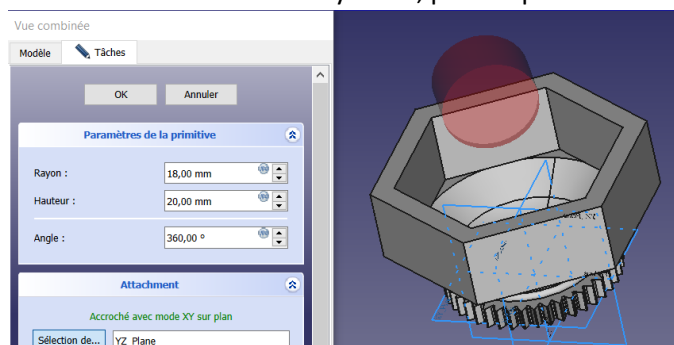 Vue combinée
Modèle Tâches
OK Annuler
Paramètres de la primitive
Rayon : 18,00 mm
Hauteur : 20,00 mm
Angle : 360,00 °
Attachment
Accroché avec mode XY sur plan
Sélection de... YZ_Plane